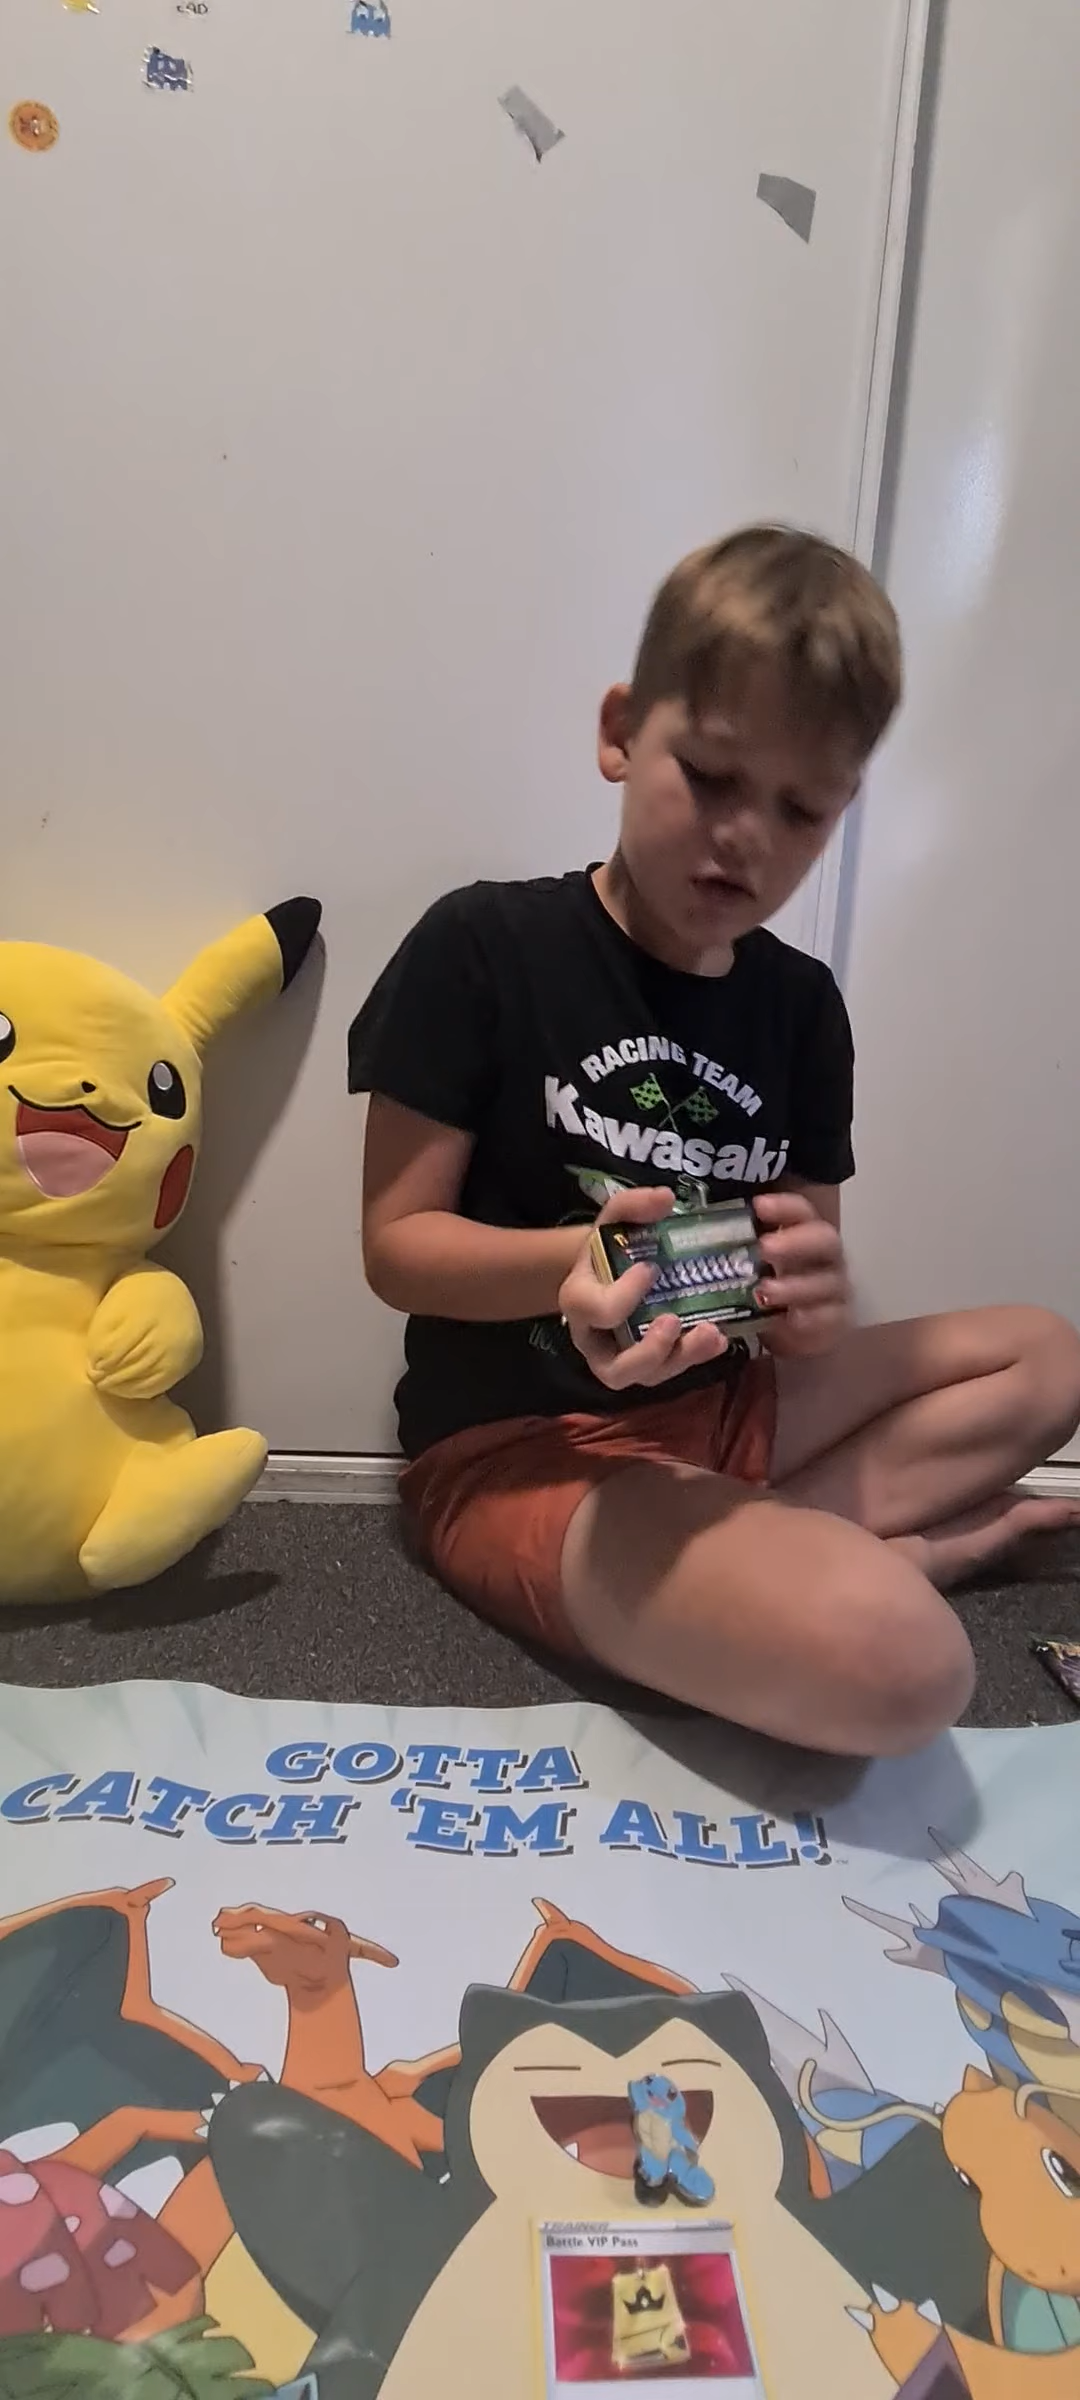 RACING TEAM
Kawasaki
GOTTA
CATCH 'EM ALL!
TRAINER
Battle VIP Pass